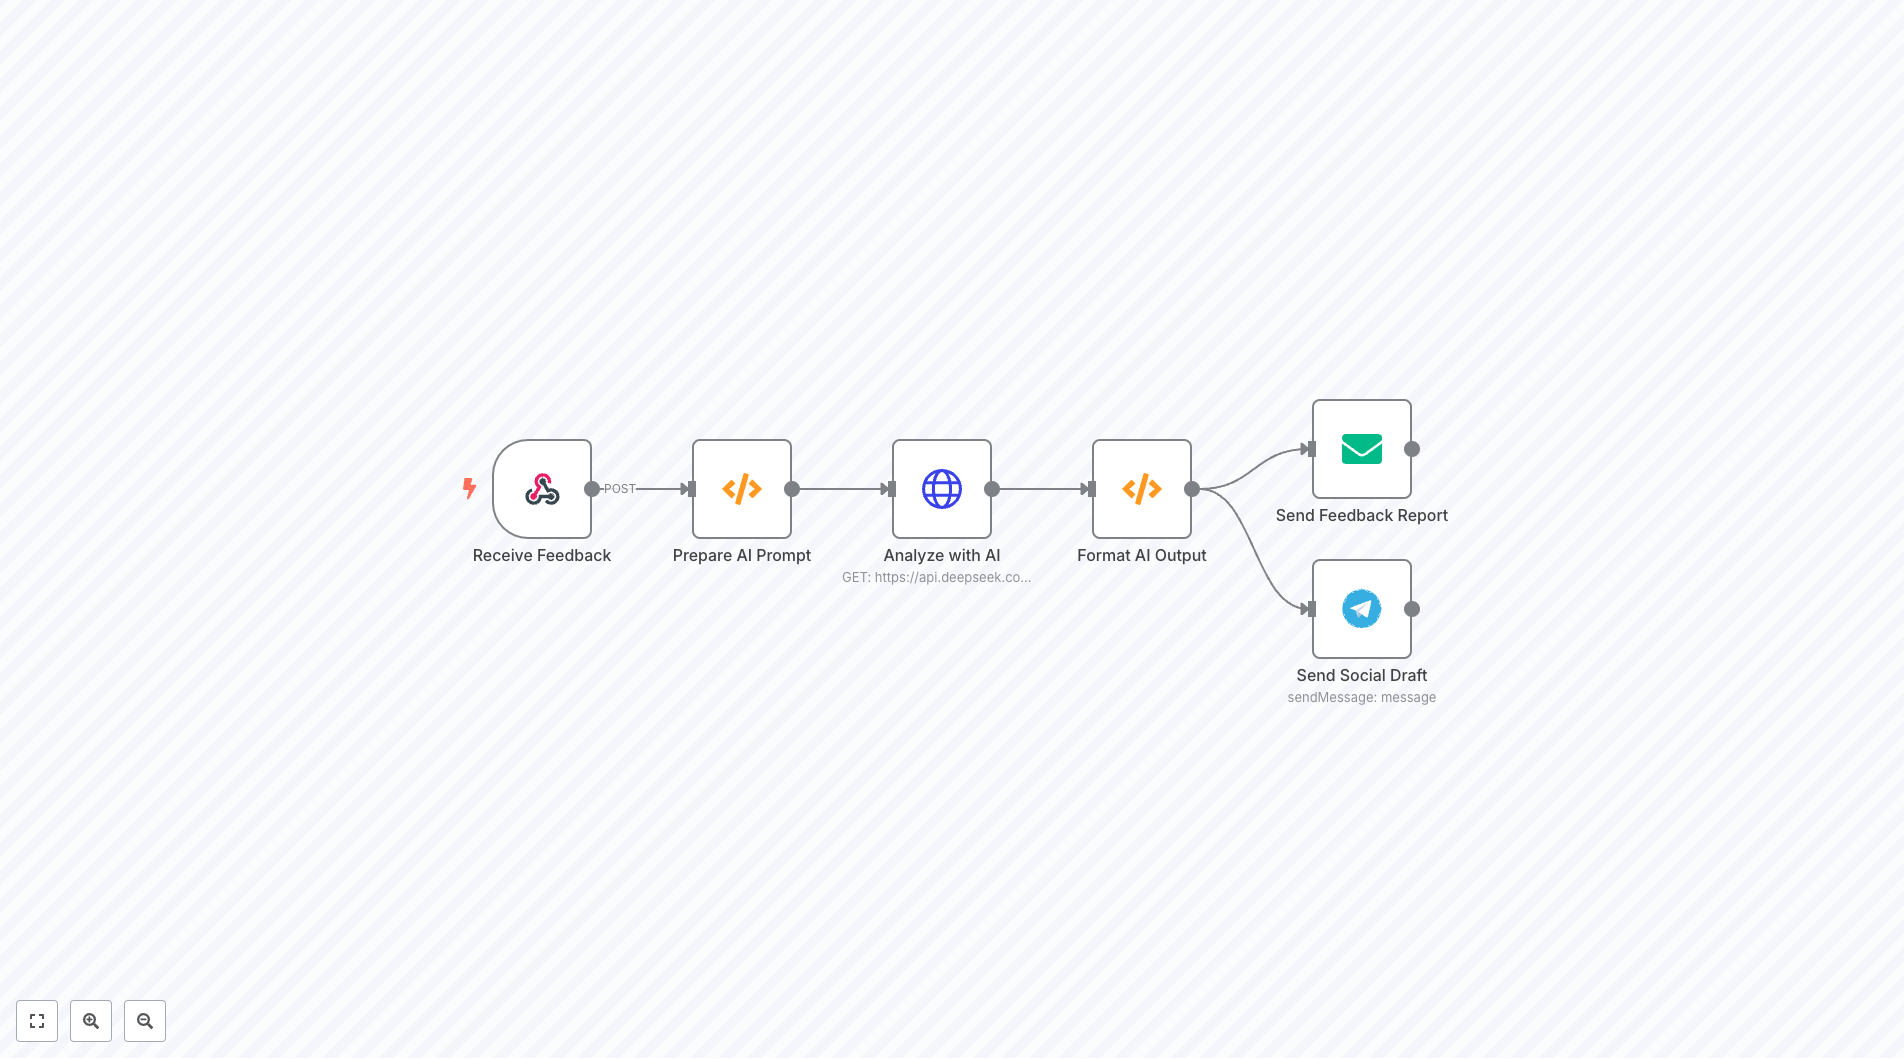 POST
Receive Feedback
Prepare AI Prompt
Analyze with AI
GET: https://api.deepseek.co...
Format AI Output
Send Feedback Report
Send Social Draft
sendMessage: message